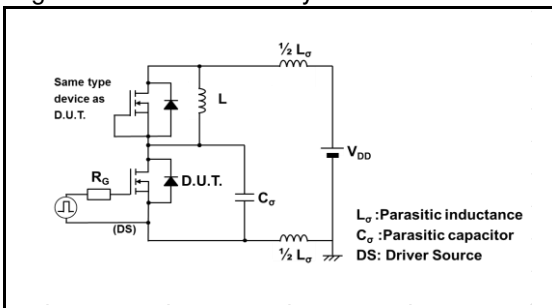 ½ Lσ
Same type
device as
D.U.T.
L
VDD
RG
D.U.T.
Cσ
(DS)
½ Lσ
Lσ :Parasitic inductance
Cσ :Parasitic capacitor
DS: Driver Source